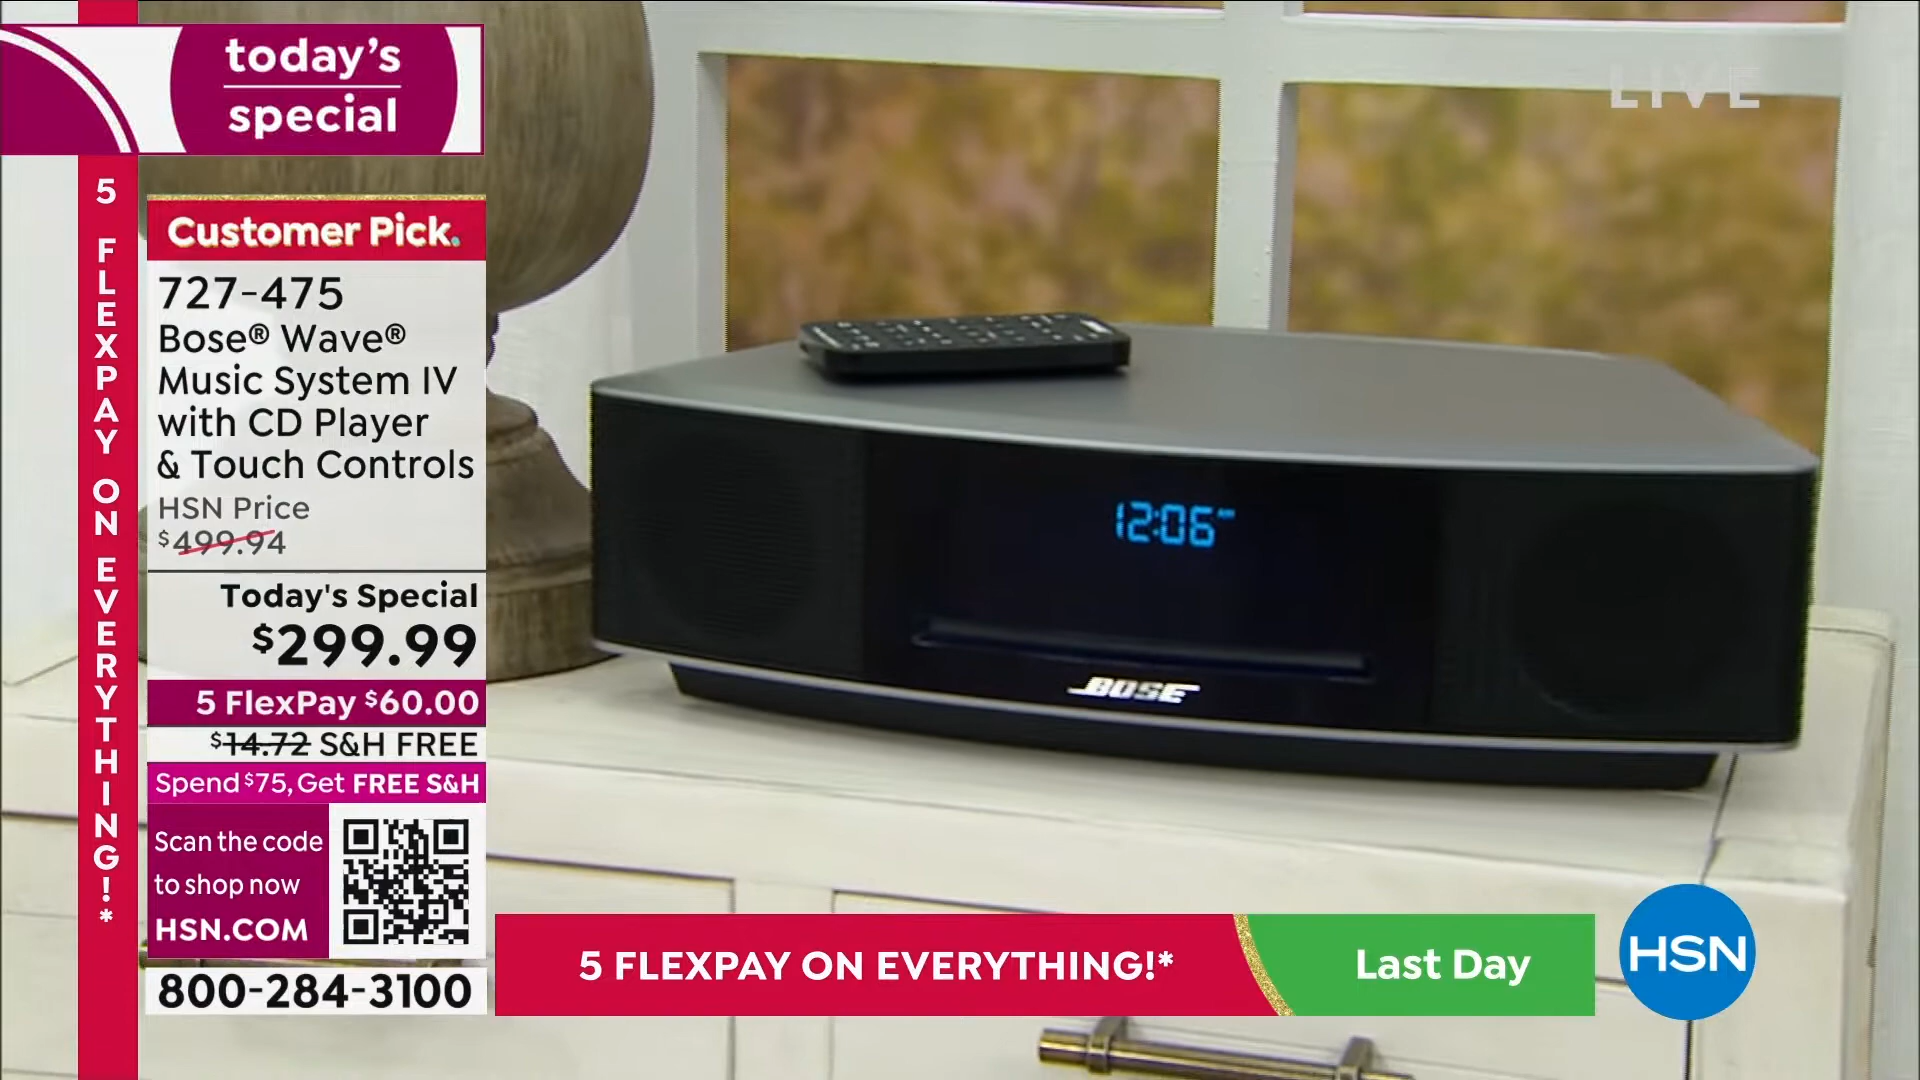 today's
special
5 FLEXPAY ON EVERYTHING!*
Customer Pick.
727-475
Bose® Wave®
Music System IV
with CD Player
& Touch Controls
HSN Price
$499.94
Today's Special
$299.99
5 FlexPay $60.00
$14.72 S&H FREE
Spend $75, Get FREE S&H
Scan the code
to shop now
HSN.COM
800-284-3100
LIVE
12:06
BOSE
5 FLEXPAY ON EVERYTHING!*
Last Day
HSN